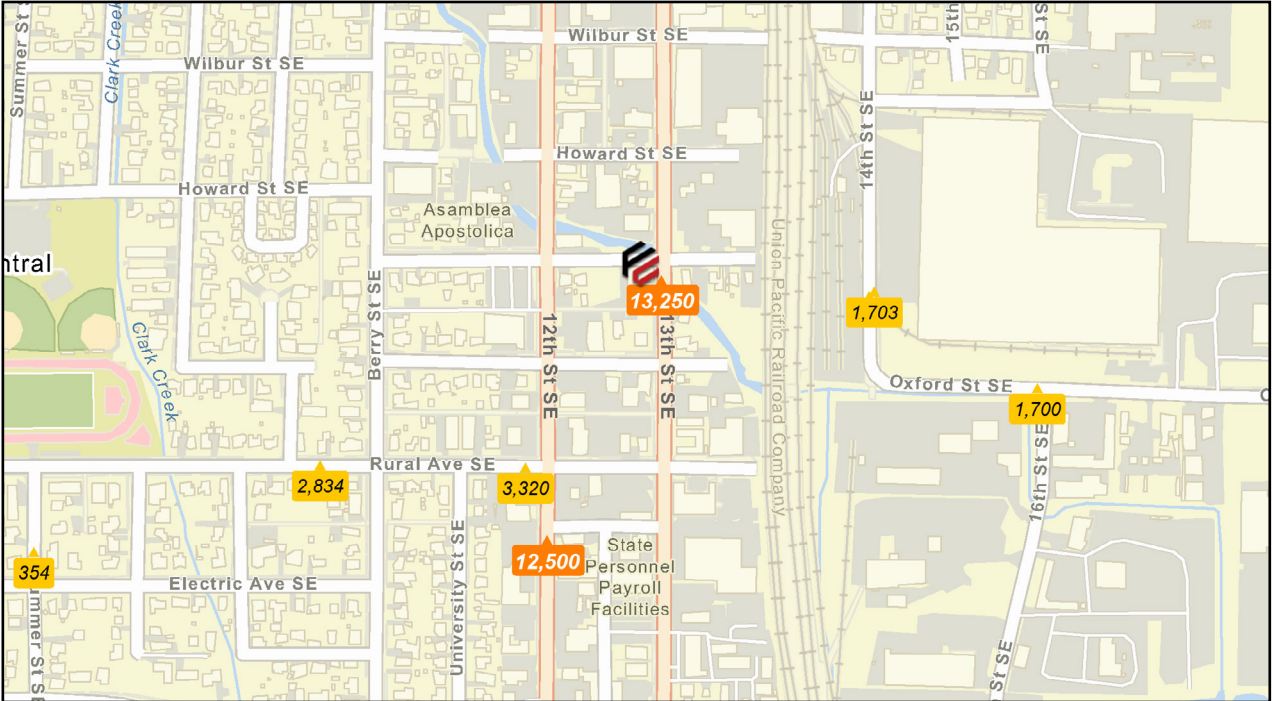 Summer St S
Clark Creek
Wilbur St SE
Wilbur St SE
15th
SE
Howard St SE
14th St SE
Howard St SE
Asamblea
Apostolica
ntral
13,250
Union Pacific Railroad Company
1,703
Clark Creek
Berry St SE
12th St SE
13th St SE
Oxford St SE
1,700
Rural Ave SE
2,834
3,320
16th St SE
University St SE
12,500
State
Personnel
Payroll
Facilities
354
Electric Ave SE
mmer St S
St SE